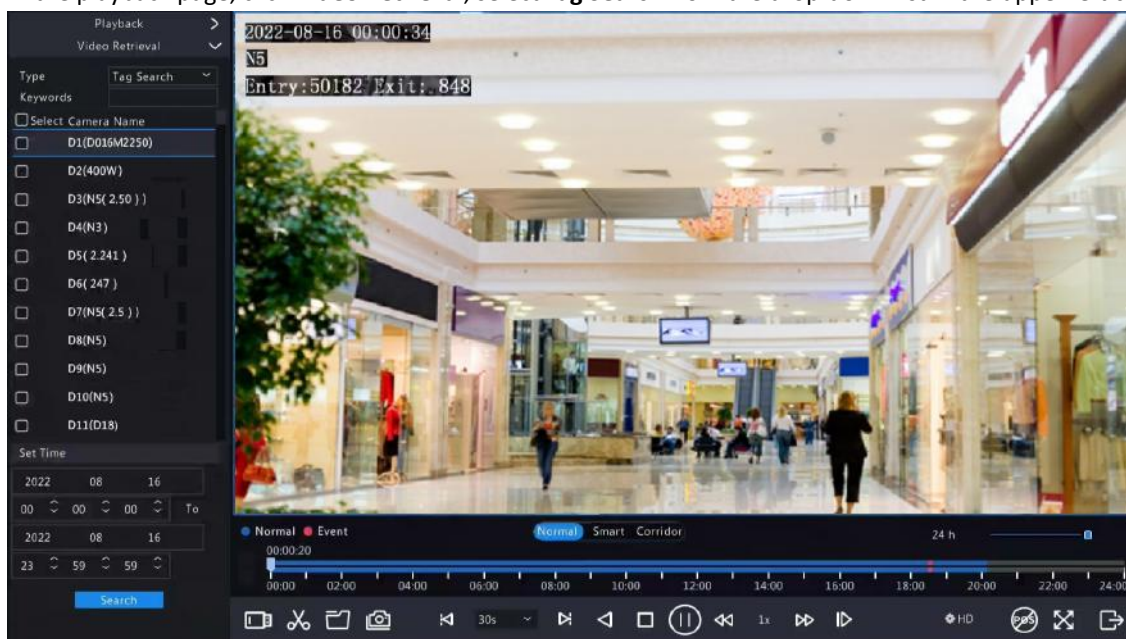 Playback
Video Retrieval
Type Tag Search
Keywords
Select Camera Name
D1(D016M2250)
D2(400W)
D3(N5( 2.50 ) )
D4(N3)
D5( 2.241 )
D6( 247 )
D7(N5( 2.5 ) )
D8(N5)
D9(N5)
D10(N5)
D11(D18)
Set Time
2022 08 16
00 00 00 To
2022 08 16
23 59 59
Search
2022-08-16 00:00:34
N5
Entry:50182 Exit: 848
Normal Event Normal Smart Corridor 24 h
00:00:20
00:00 02:00 04:00 06:00 08:00 10:00 12:00 14:00 16:00 18:00 20:00 22:00 24:00
30s 1x HD POS